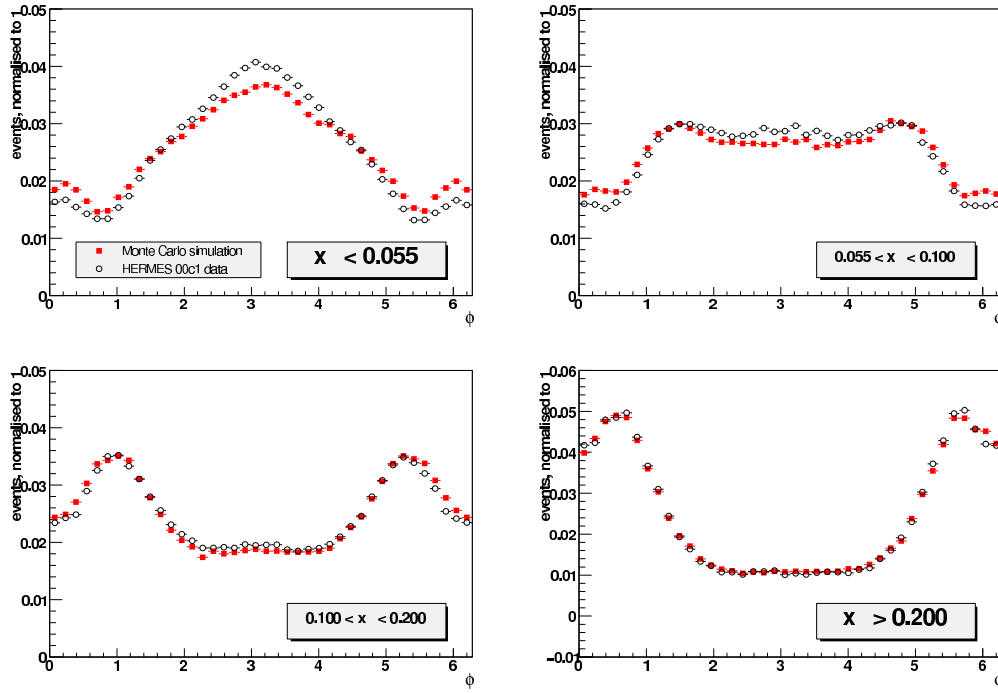 events, normalised to 1
0.05
0.04
0.03
0.02
0.01
0
0 1 2 3 4 5 6
ϕ
Monte Carlo simulation
HERMES 00c1 data
x < 0.055
events, normalised to 1
0.05
0.04
0.03
0.02
0.01
0
0 1 2 3 4 5 6
0.055 < x < 0.100
events, normalised to 1
0.05
0.04
0.03
0.02
0.01
0
0 1 2 3 4 5 6
ϕ
0.100 < x < 0.200
events, normalised to 1
0.06
0.05
0.04
0.03
0.02
0.01
0
−0.01
0 1 2 3 4 5 6
x > 0.200